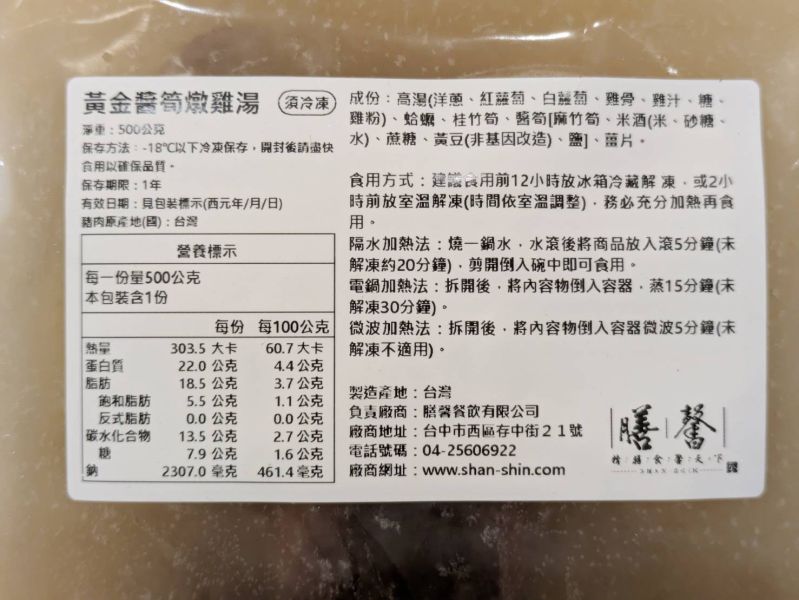 黃金醬筍燉雞湯 須冷凍
淨重：500公克
保存方法：-18℃以下冷凍保存，開封後請盡快
食用以確保品質。
保存期限：1年
有效日期：見包裝標示(西元年/月/日)
豬肉原產地(國)：台灣
營養標示
每一份量500公克
本包裝含1份
每份 每100公克
熱量 303.5 大卡 60.7 大卡
蛋白質 22.0 公克 4.4 公克
脂肪 18.5 公克 3.7 公克
飽和脂肪 5.5 公克 1.1 公克
反式脂肪 0.0 公克 0.0 公克
碳水化合物 13.5 公克 2.7 公克
糖 7.9 公克 1.6 公克
鈉 2307.0 毫克 461.4 毫克
成份：高湯(洋蔥、紅蘿蔔、白蘿蔔、雞骨、雞汁、糖、
雞粉)、蛤蠣、桂竹筍、醬筍[麻竹筍、米酒(米、砂糖、
水)、蔗糖、黃豆(非基因改造)、鹽]、薑片。
食用方式：建議食用前12小時放冰箱冷藏解凍，或2小
時前放室溫解凍(時間依室溫調整)，務必充分加熱再食
用。
隔水加熱法：燒一鍋水，水滾後將商品放入滾5分鐘(未
解凍約20分鐘)，剪開倒入碗中即可食用。
電鍋加熱法：拆開後，將內容物倒入容器，蒸15分鐘(未
解凍30分鐘)。
微波加熱法：拆開後，將內容物倒入容器微波5分鐘(未
解凍不適用)。
製造產地：台灣
負責廠商：膳馨餐飲有限公司
廠商地址：台中市西區存中街２１號
電話號碼：04-25606922
廠商網址：www.shan-shin.com
膳馨